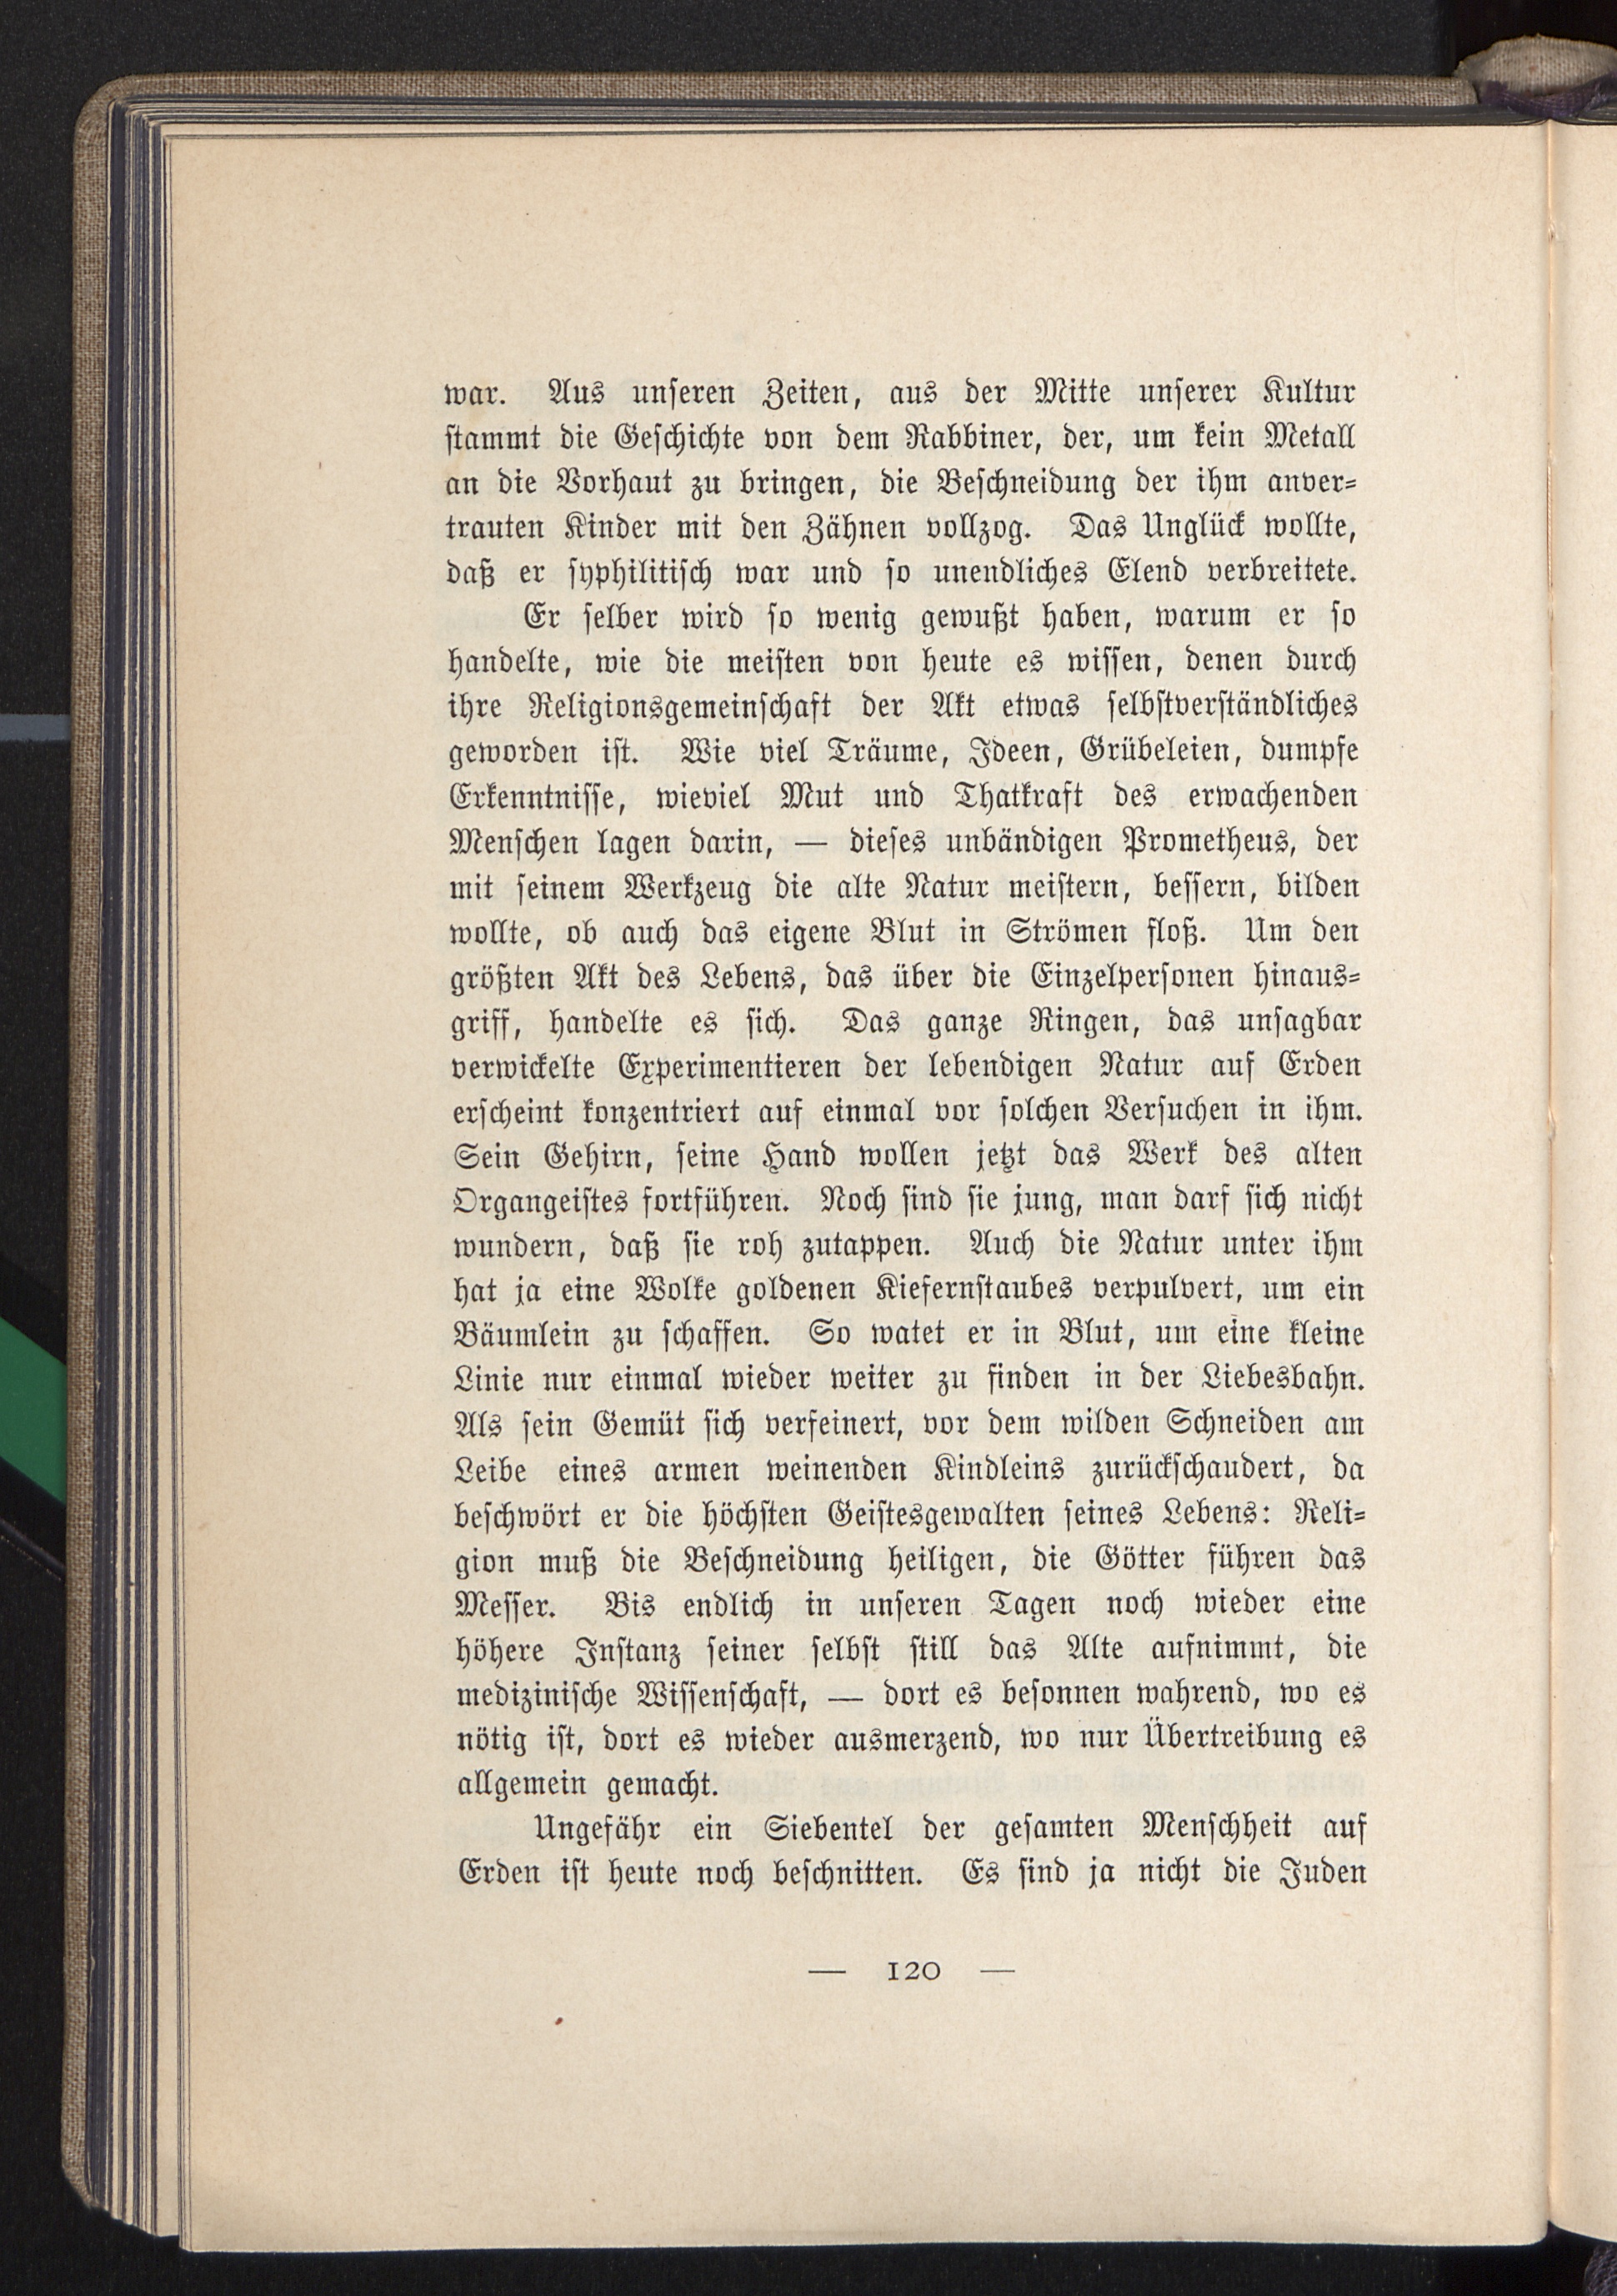 war. Aus unseren Zeiten, aus der Mitte unserer Kultur
stammt die Geschichte von dem Rabbiner, der, um kein Metall
an die Vorhaut zu bringen, die Beschneidung der ihm anver-
trauten Kinder mit den Zähnen vollzog. Das Unglück wollte,
daß er syphilitisch war und so unendliches Elend verbreitete.
Er selber wird so wenig gewußt haben, warum er so
handelte, wie die meisten von heute es wissen, denen durch
ihre Religionsgemeinschaft der Akt etwas selbstverständliches
geworden ist. Wie viel Träume, Ideen, Grübeleien, dumpfe
Erkenntnisse, wieviel Mut und Thatkraft des erwachenden
Menschen lagen darin, — dieses unbändigen Prometheus, der
mit seinem Werkzeug die alte Natur meistern, bessern, bilden
wollte, ob auch das eigene Blut in Strömen floß. Um den
größten Akt des Lebens, das über die Einzelpersonen hinaus-
griff, handelte es sich. Das ganze Ringen, das unsagbar
verwickelte Experimentieren der lebendigen Natur auf Erden
erscheint konzentriert auf einmal vor solchen Versuchen in ihm.
Sein Gehirn, seine Hand wollen jetzt das Werk des alten
Organgeistes fortführen. Noch sind sie jung, man darf sich nicht
wundern, daß sie roh zutappen. Auch die Natur unter ihm
hat ja eine Wolke goldenen Kiefernstaubes verpulvert, um ein
Bäumlein zu schaffen. So watet er in Blut, um eine kleine
Linie nur einmal wieder weiter zu finden in der Liebesbahn.
Als sein Gemüt sich verfeinert, vor dem wilden Schneiden am
Leibe eines armen weinenden Kindleins zurückschaudert, da
beschwört er die höchsten Geistesgewalten seines Lebens: Reli-
gion muß die Beschneidung heiligen, die Götter führen das
Messer. Bis endlich in unseren Tagen noch wieder eine
höhere Instanz seiner selbst still das Alte aufnimmt, die
medizinische Wissenschaft, — dort es besonnen wahrend, wo es
nötig ist, dort es wieder ausmerzend, wo nur Übertreibung es
allgemein gemacht.
Ungefähr ein Siebentel der gesamten Menschheit auf
Erden ist heute noch beschnitten. Es sind ja nicht die Juden
— 120 —